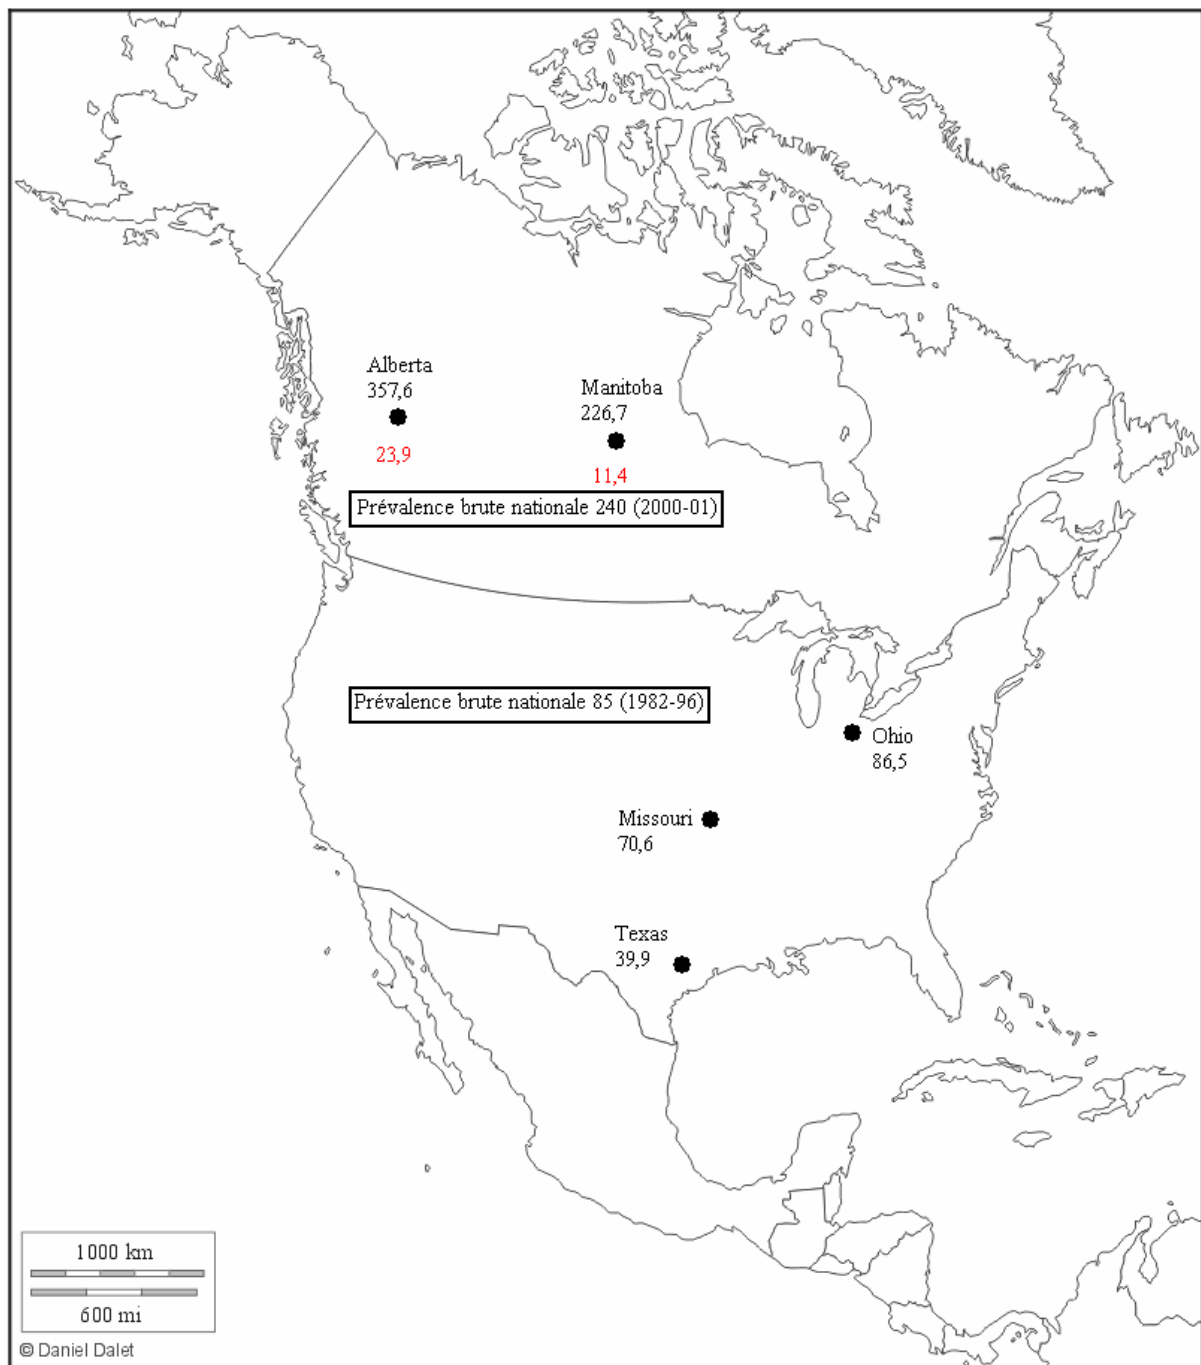 Alberta
357,6
23,9
Manitoba
226,7
11,4
Prévalence brute nationale 240 (2000-01)
Prévalence brute nationale 85 (1982-96)
Ohio
86,5
Missouri
70,6
Texas
39,9
1000 km
600 mi
© Daniel Dalet